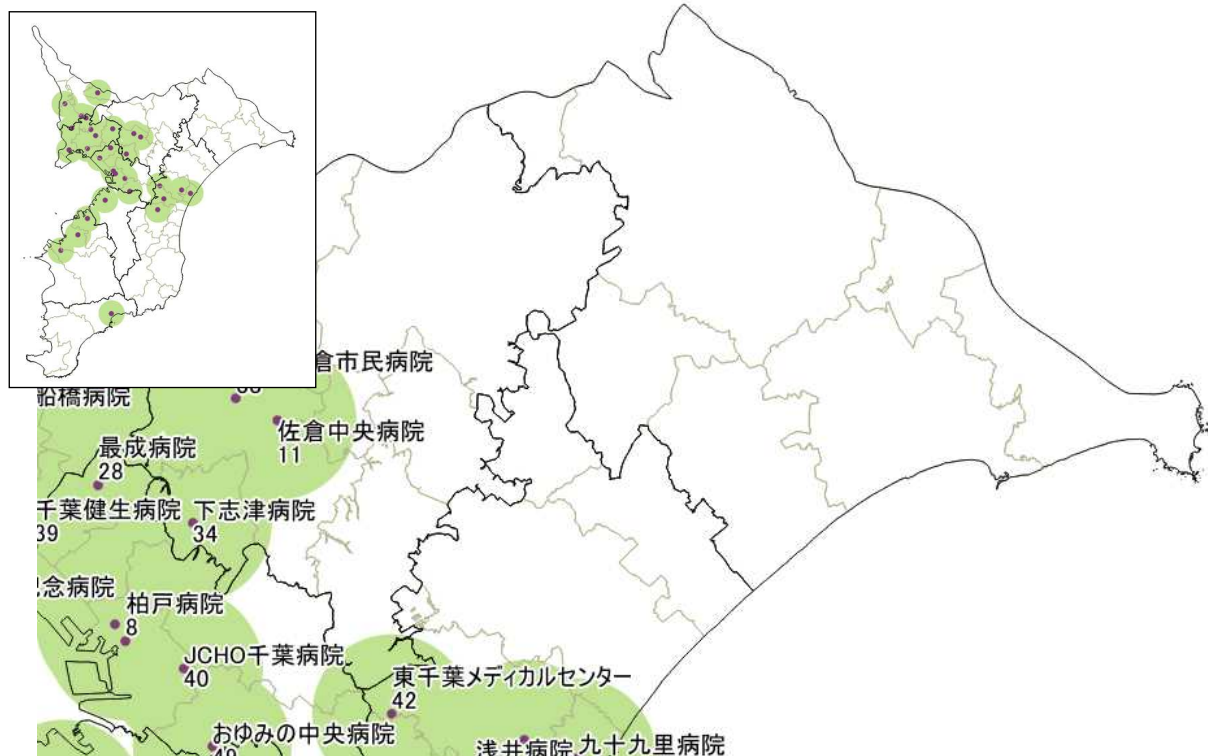 倉市民病院
船橋病院
佐倉中央病院
11
最成病院
28
千葉健生病院
39
下志津病院
34
念病院
柏戸病院
8
JCHO千葉病院
40
東千葉メディカルセンター
42
おゆみの中央病院
浅井病院
九十九里病院